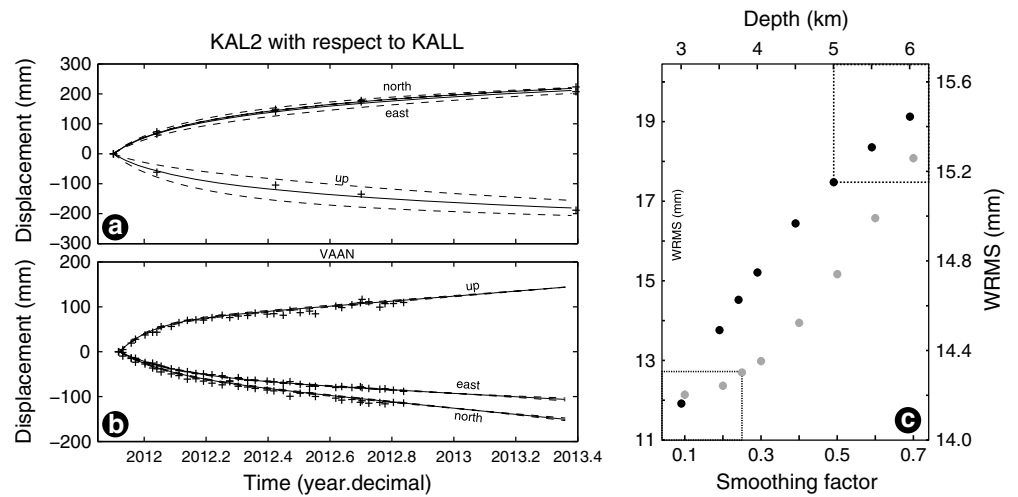 KAL2 with respect to KALL
Displacement (mm)
300
200
100
0
−100
−200
−300
north
east
up
a
VAAN
Displacement (mm)
200
100
0
−100
−200
up
east
north
b
2012 2012.2 2012.4 2012.6 2012.8 2013 2013.2 2013.4
Time (year.decimal)
Depth (km)
3 4 5 6
19
17
15
13
11
WRMS (mm)
15.6
15.2
14.8
14.4
14.0
WRMS (mm)
c
0.1 0.3 0.5 0.7
Smoothing factor